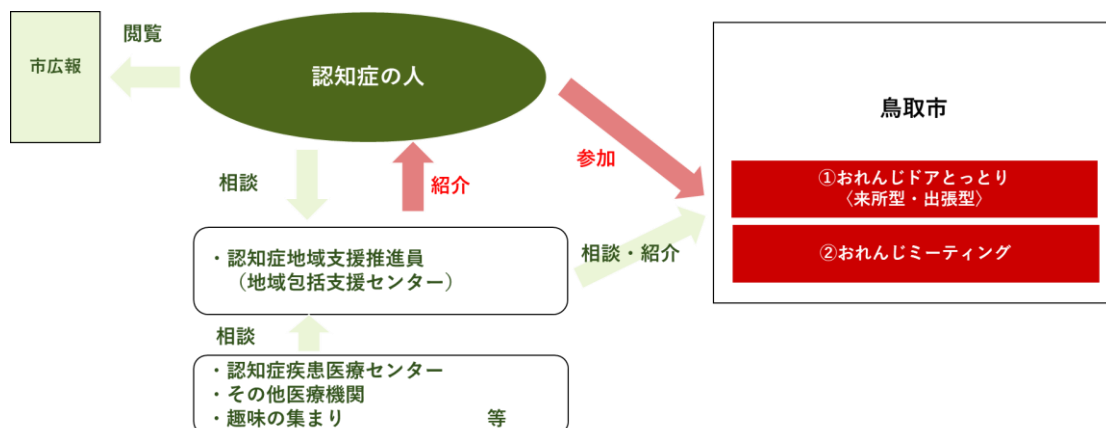 閲覧
市広報
認知症の人
鳥取市
参加
相談
紹介
①おれんじドアとっとり
〈来所型・出張型〉
・認知症地域支援推進員
（地域包括支援センター）
相談・紹介
②おれんじミーティング
相談
・認知症疾患医療センター
・その他医療機関
・趣味の集まり 等